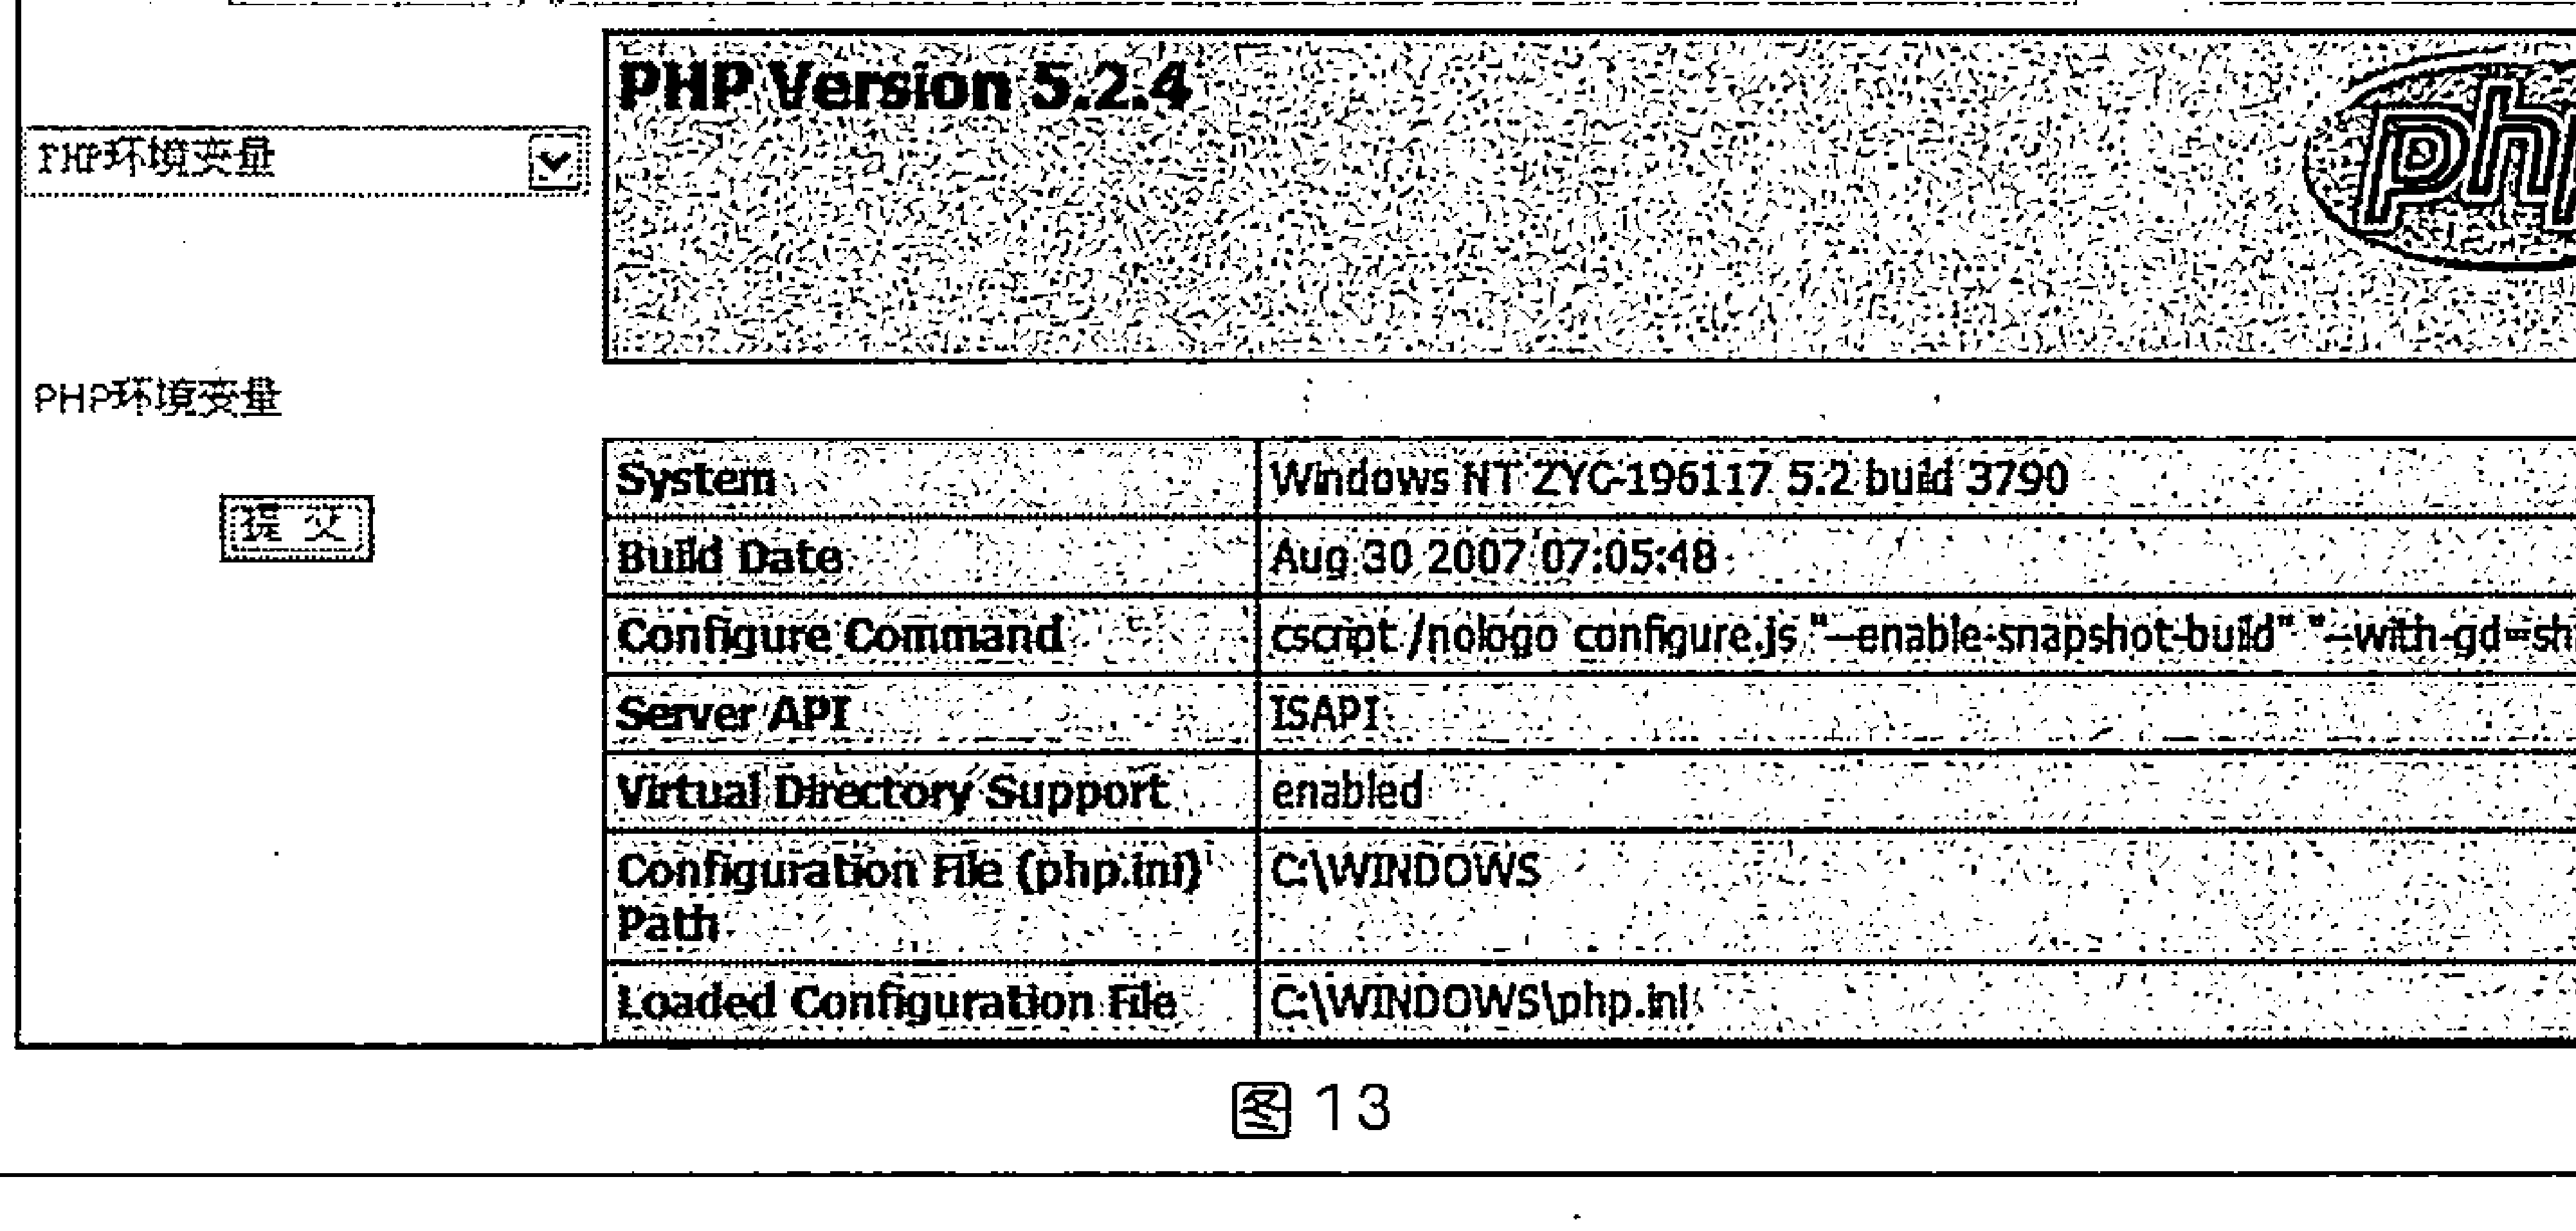 PHP Version 5.2.4
php
PHP环境变量
PHP环境变量
提 交
System Windows NT ZYC-196117 5.2 build 3790
Build Date Aug 30 2007 07:05:48
Configure Command cscript /nologo configure.js "--enable-snapshot-build" "--with-gd=sh
Server API ISAPI
Virtual Directory Support enabled
Configuration File (php.ini) C:\WINDOWS
Path
Loaded Configuration File C:\WINDOWS\php.ini
图 13